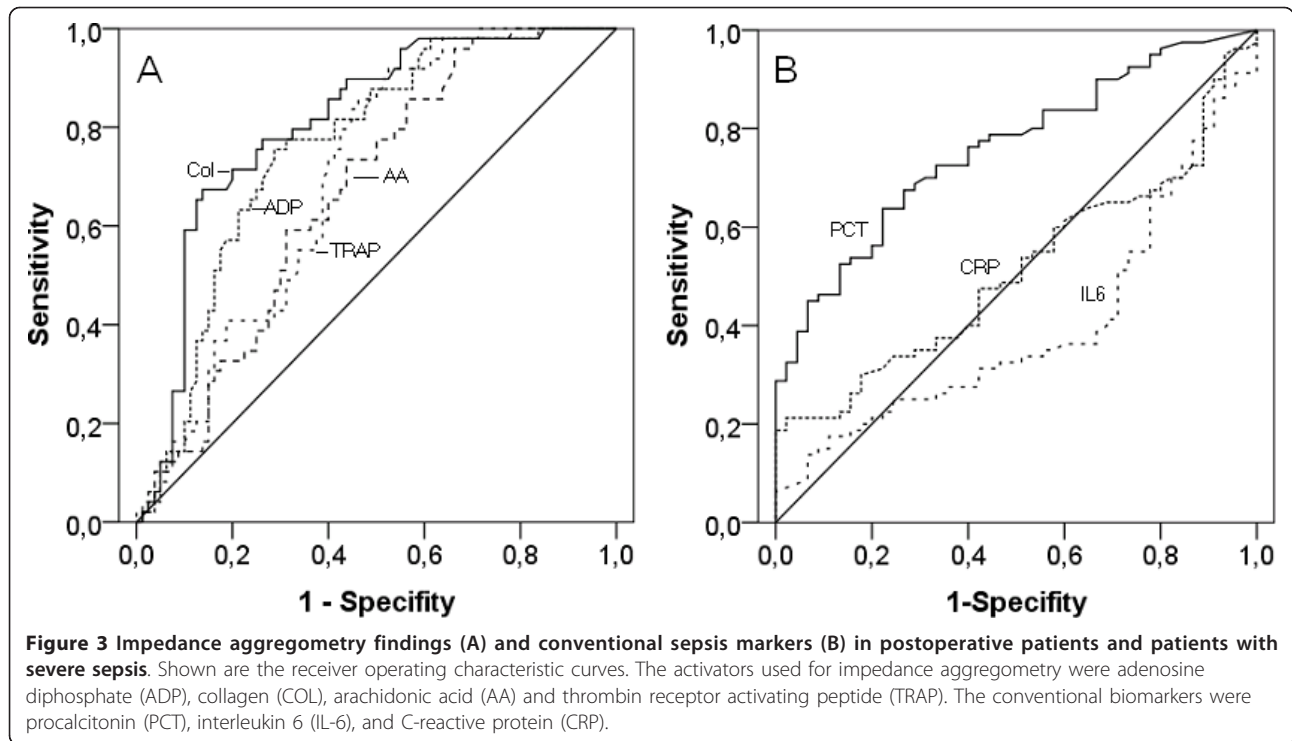 A
B
1,0
0,8
0,6
0,4
0,2
0,0
Sensitivity
Col
ADP
AA
TRAP
0,0 0,2 0,4 0,6 0,8 1,0
1 - Specifity
1,0
0,8
0,6
0,4
0,2
0,0
Sensitivity
PCT
CRP
IL6
0,0 0,2 0,4 0,6 0,8 1,0
1-Specifity
Figure 3 Impedance aggregometry findings (A) and conventional sepsis markers (B) in postoperative patients and patients with
severe sepsis. Shown are the receiver operating characteristic curves. The activators used for impedance aggregometry were adenosine
diphosphate (ADP), collagen (COL), arachidonic acid (AA) and thrombin receptor activating peptide (TRAP). The conventional biomarkers were
procalcitonin (PCT), interleukin 6 (IL-6), and C-reactive protein (CRP).